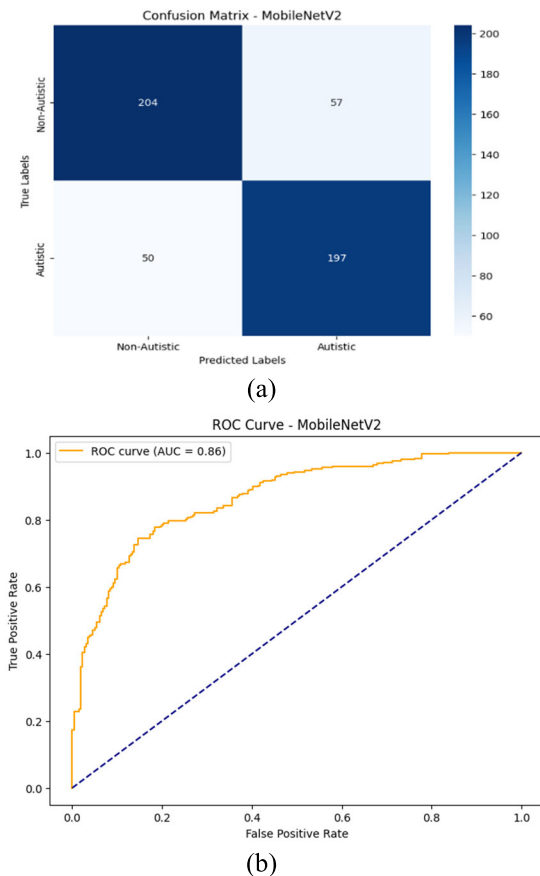 Confusion Matrix - MobileNetV2
Non-Autistic
Autistic
True Labels
204 57
50 197
200
180
160
140
120
100
80
60
Non-Autistic Autistic
Predicted Labels
(a)
ROC Curve - MobileNetV2
ROC curve (AUC = 0.86)
True Positive Rate
1.0
0.8
0.6
0.4
0.2
0.0
0.0 0.2 0.4 0.6 0.8 1.0
False Positive Rate
(b)